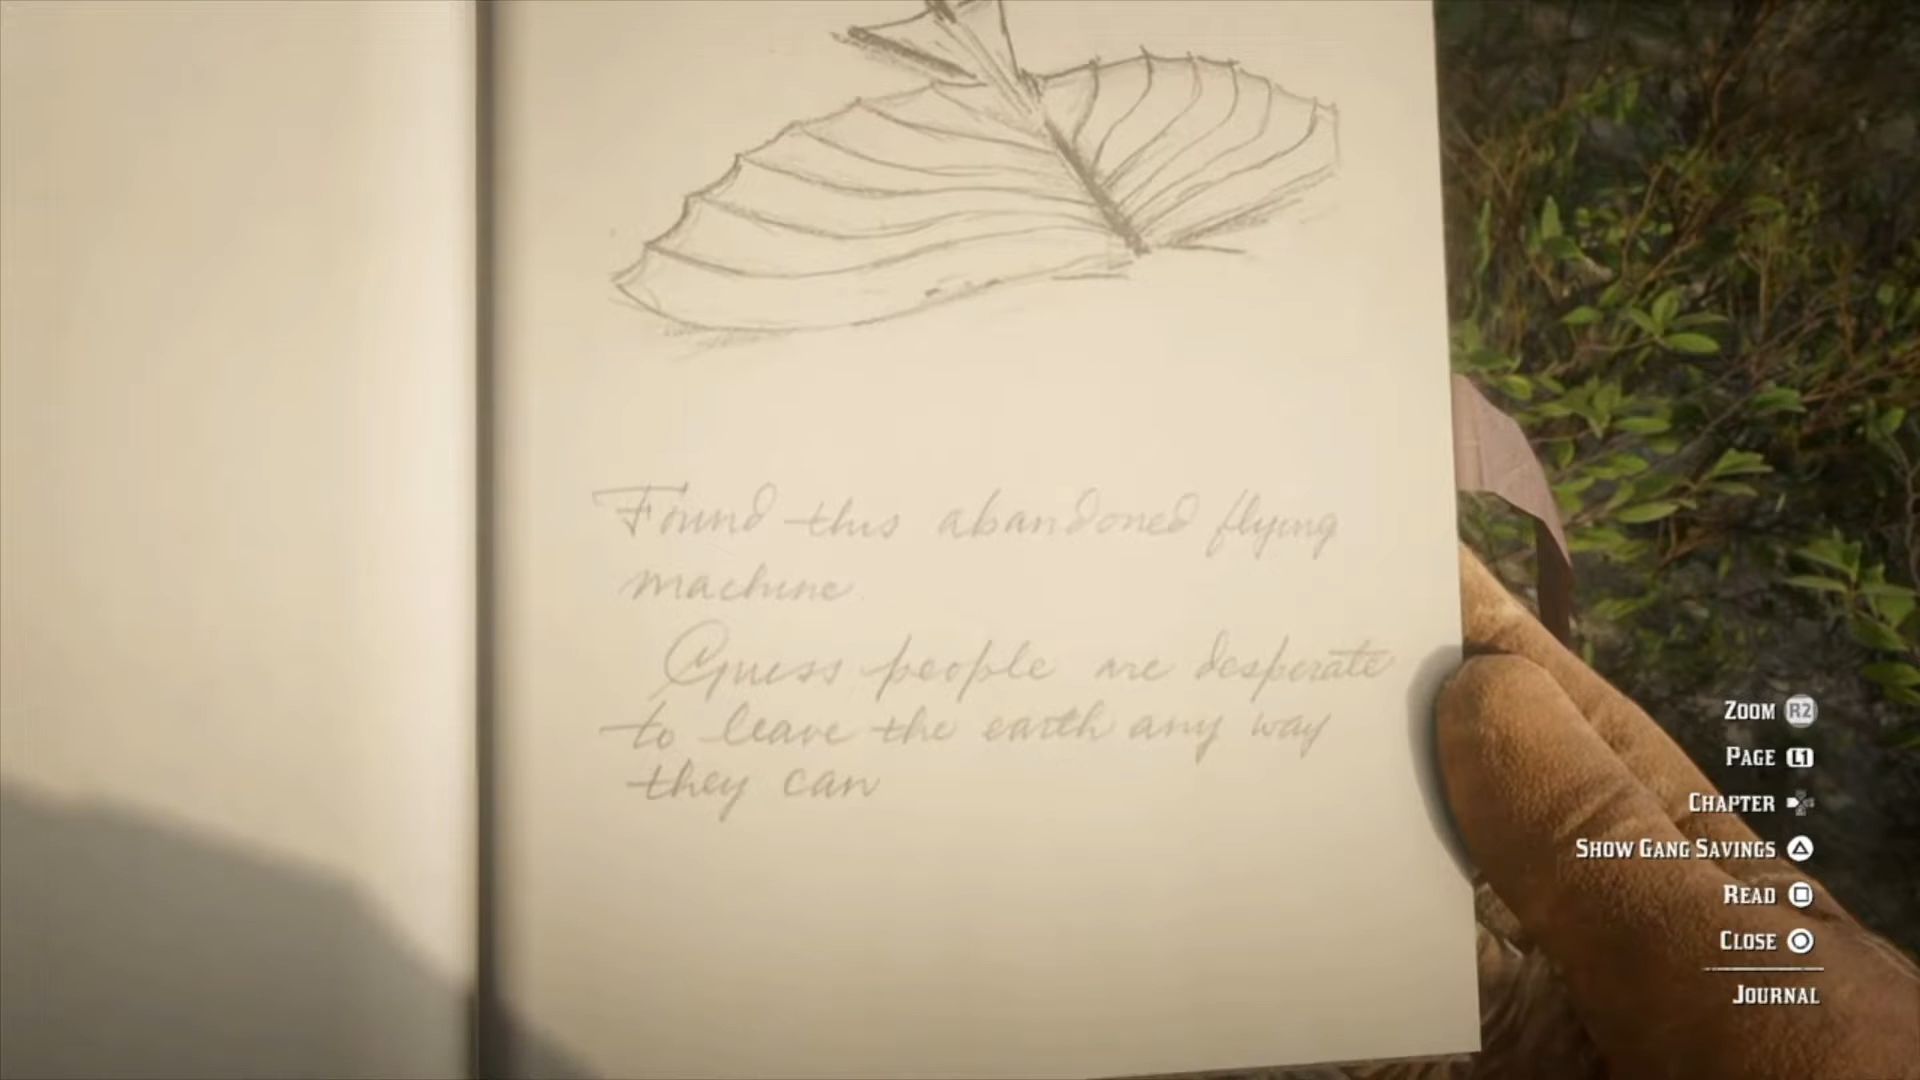 Found this abandoned flying
machine.
Guess people are desperate
to leave the earth any way
they can
ZOOM R2
PAGE L1
CHAPTER
SHOW GANG SAVINGS
READ
CLOSE
JOURNAL